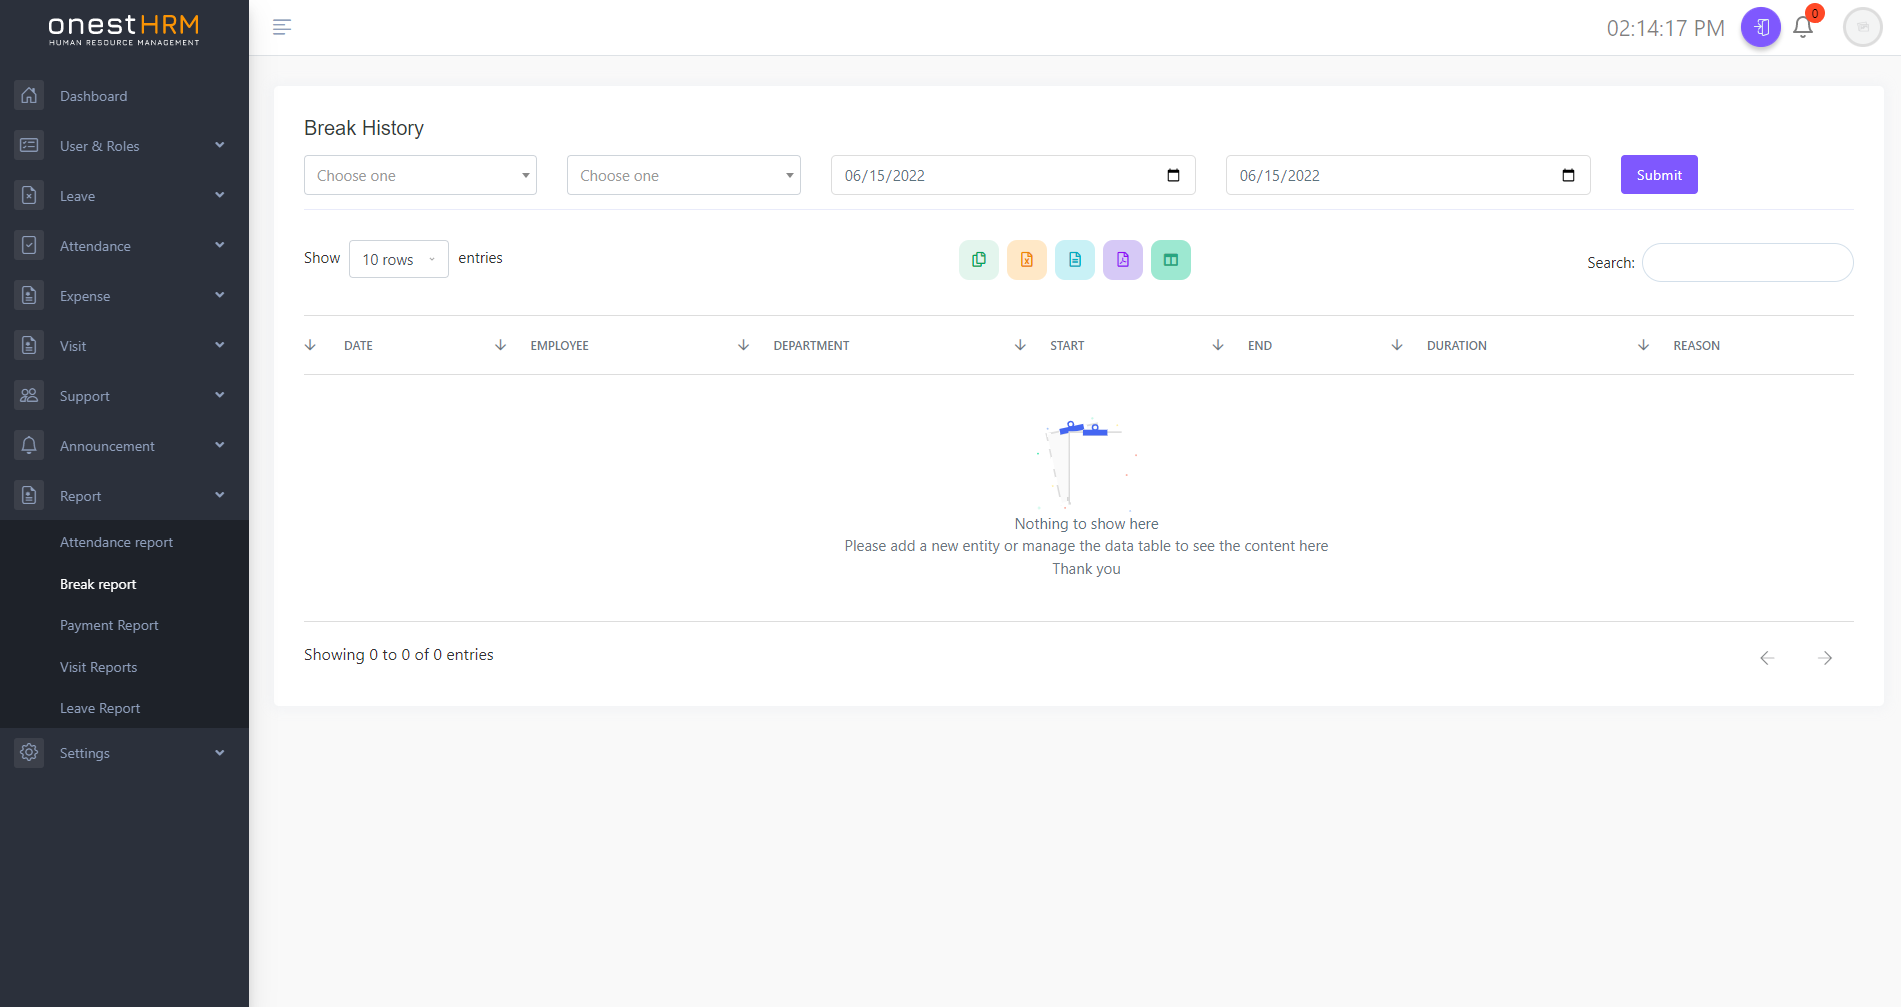 onestHRM
HUMAN RESOURCE MANAGEMENT
02:14:17 PM
0
Dashboard
User & Roles
Leave
Attendance
Expense
Visit
Support
Announcement
Report
Attendance report
Break report
Payment Report
Visit Reports
Leave Report
Settings
Break History
Choose one
Choose one
06/15/2022
06/15/2022
Submit
Show 10 rows entries
Search:
DATE EMPLOYEE DEPARTMENT START END DURATION REASON
Nothing to show here
Please add a new entity or manage the data table to see the content here
Thank you
Showing 0 to 0 of 0 entries